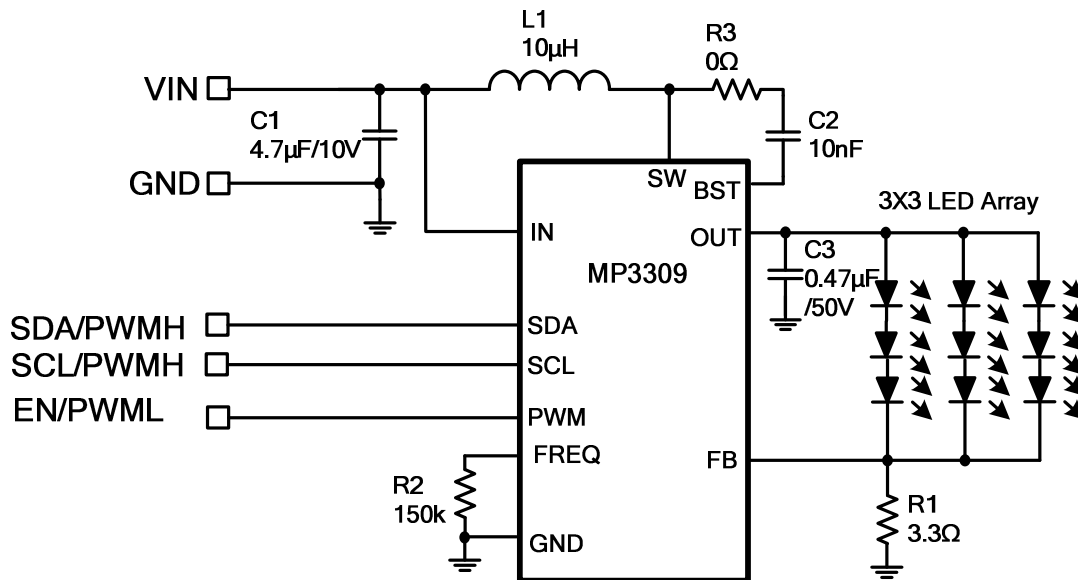 L1
10μH
R3
0Ω
VIN
C1
4.7μF/10V
C2
10nF
GND
SW
BST
3X3 LED Array
IN
OUT
MP3309
C3
0.47μF
/50V
SDA/PWMH
SDA
SCL/PWMH
SCL
EN/PWML
PWM
FREQ
FB
R2
150k
R1
3.3Ω
GND